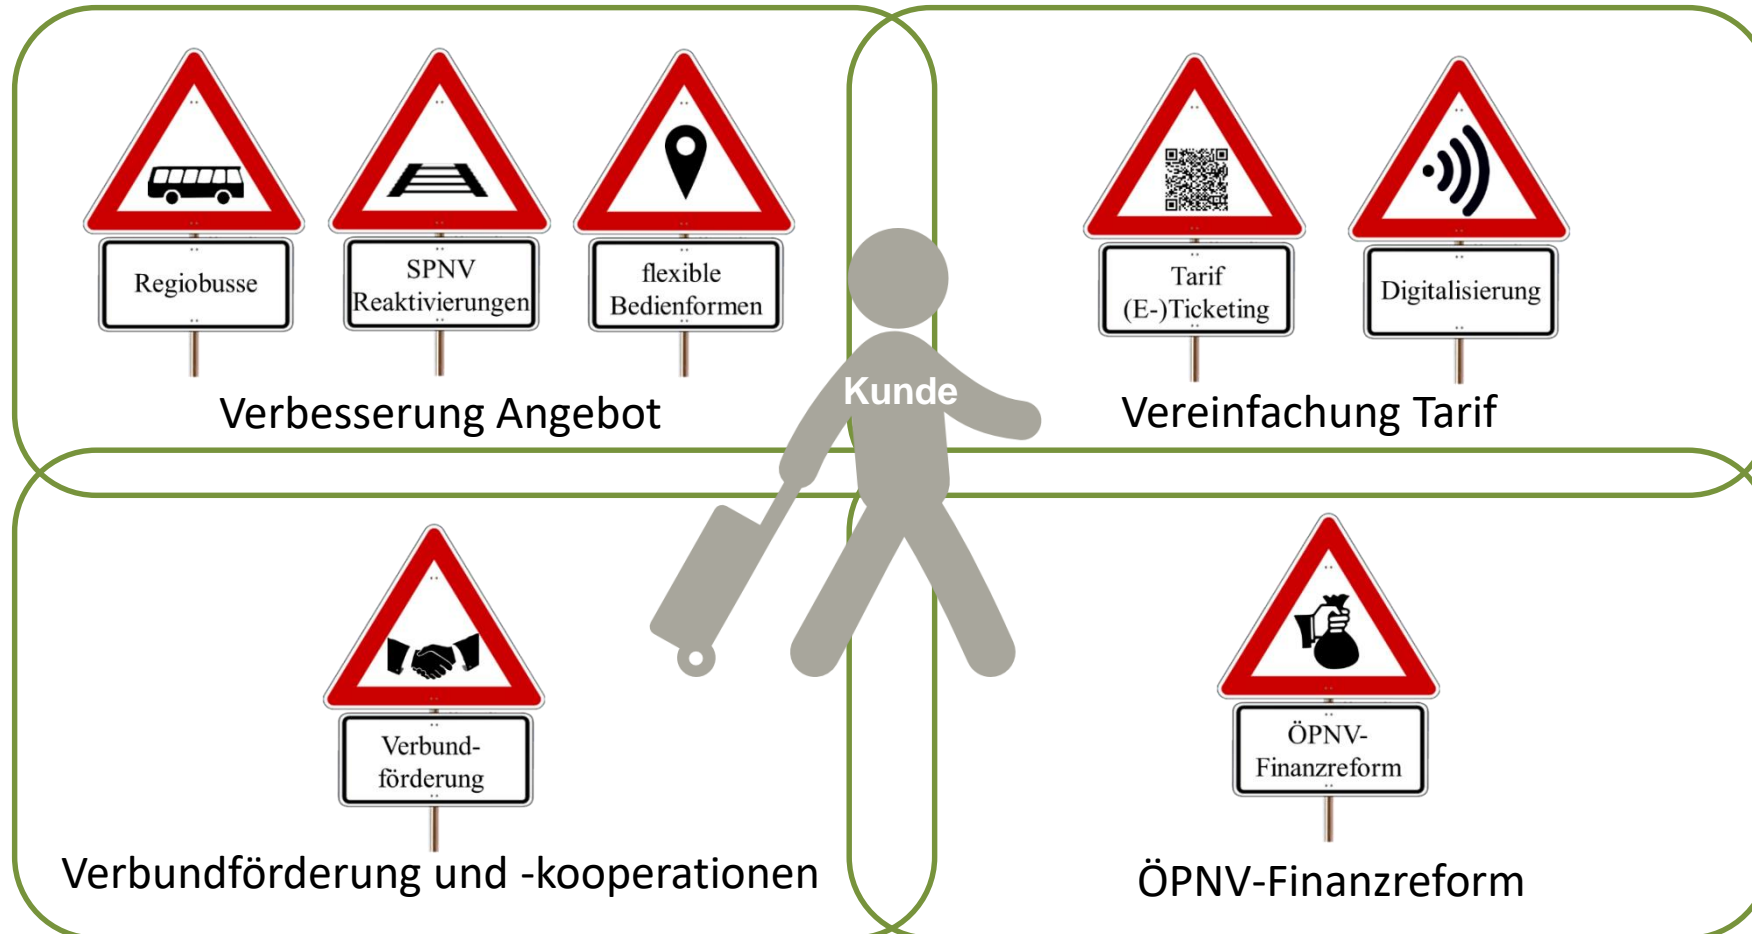 Regiobusse
SPNV
Reaktivierungen
flexible
Bedienformen
Verbesserung Angebot
Tarif
(E-)Ticketing
Digitalisierung
Vereinfachung Tarif
Kunde
Verbund-
förderung
Verbundförderung und -kooperationen
ÖPNV-
Finanzreform
ÖPNV-Finanzreform